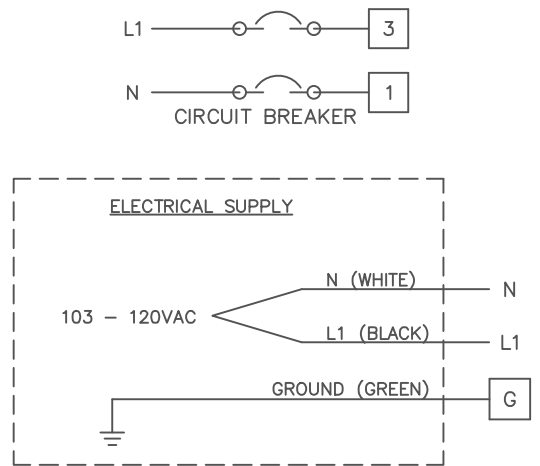 L1 3
N 1
CIRCUIT BREAKER
ELECTRICAL SUPPLY
N (WHITE) N
103 – 120VAC
L1 (BLACK) L1
GROUND (GREEN) G